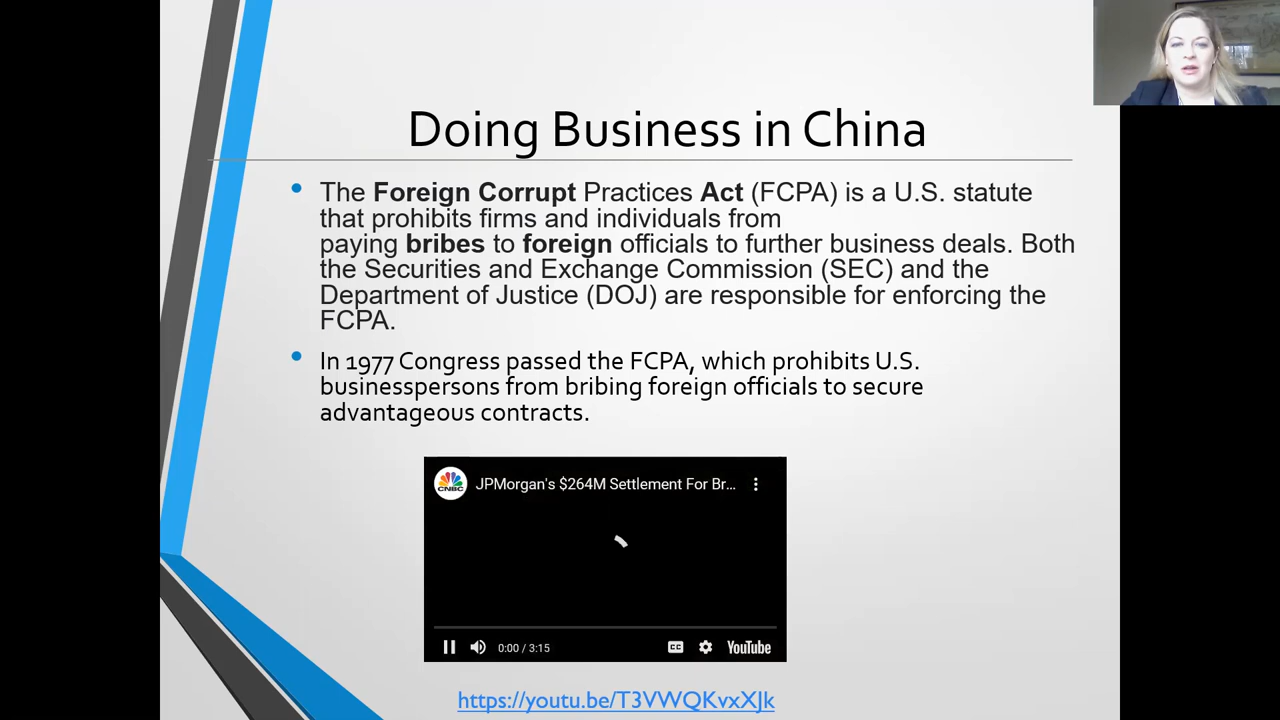 Doing Business in China
The Foreign Corrupt Practices Act (FCPA) is a U.S. statute
that prohibits firms and individuals from
paying bribes to foreign officials to further business deals. Both
the Securities and Exchange Commission (SEC) and the
Department of Justice (DOJ) are responsible for enforcing the
FCPA.
In 1977 Congress passed the FCPA, which prohibits U.S.
businesspersons from bribing foreign officials to secure
advantageous contracts.
CNBC
JPMorgan's $264M Settlement For Br...
0:00 / 3:15
CC
YouTube
https://youtu.be/T3VWQKvxXJk